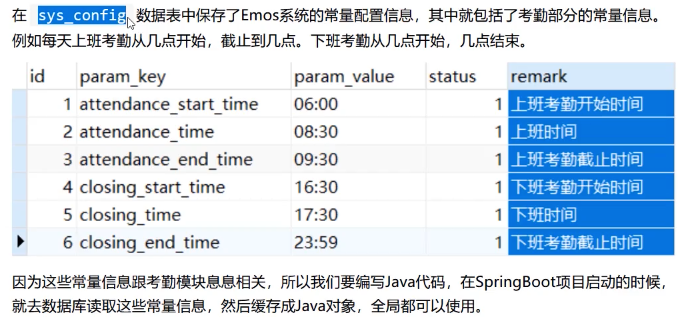 在 sys_config 数据表中保存了Emos系统的常量配置信息，其中就包括了考勤部分的常量信息。
例如每天上班考勤从几点开始，截止到几点。下班考勤从几点开始，几点结束。
id param_key param_value status remark
1 attendance_start_time 06:00 1 上班考勤开始时间
2 attendance_time 08:30 1 上班时间
3 attendance_end_time 09:30 1 上班考勤截止时间
4 closing_start_time 16:30 1 下班考勤开始时间
5 closing_time 17:30 1 下班时间
6 closing_end_time 23:59 1 下班考勤截止时间
因为这些常量信息跟考勤模块息息相关，所以我们要编写Java代码，在SpringBoot项目启动的时候，
就去数据库读取这些常量信息，然后缓存成Java对象，全局都可以使用。